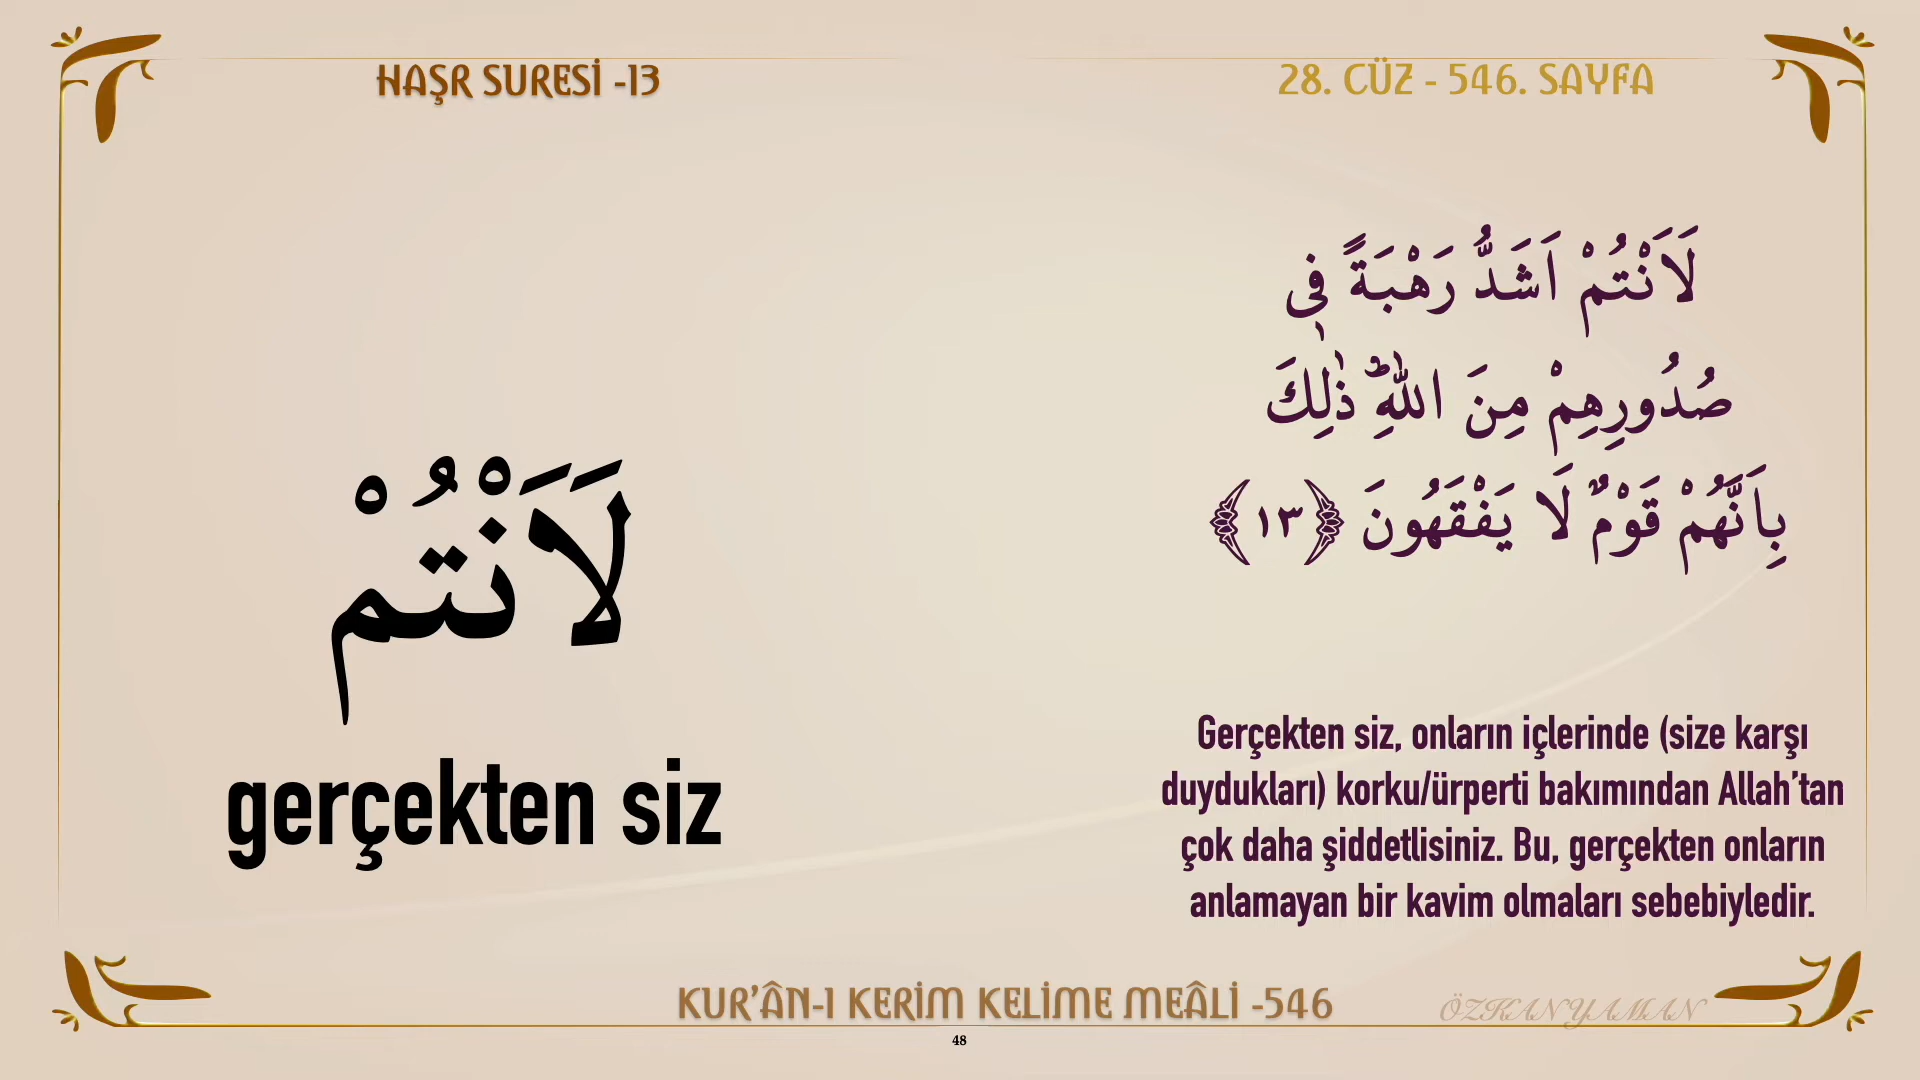 HAŞR SURESİ -13
28. CÜZ - 546. SAYFA
لَاَنْتُمْ اَشَدُّ رَهْبَةً فٖى
صُدُورِهِمْ مِنَ اللّٰهِؕ ذٰلِكَ
بِاَنَّهُمْ قَوْمٌ لَا يَفْقَهُونَ ﴿١٣﴾
لَاَنْتُمْ
gerçekten siz
Gerçekten siz, onların içlerinde (size karşı
duydukları) korku/ürperti bakımından Allah’tan
çok daha şiddetlisiniz. Bu, gerçekten onların
anlamayan bir kavim olmaları sebebiyledir.
KUR’ÂN-I KERİM KELİME MEÂLİ -546
ÖZKAN YAMAN
48